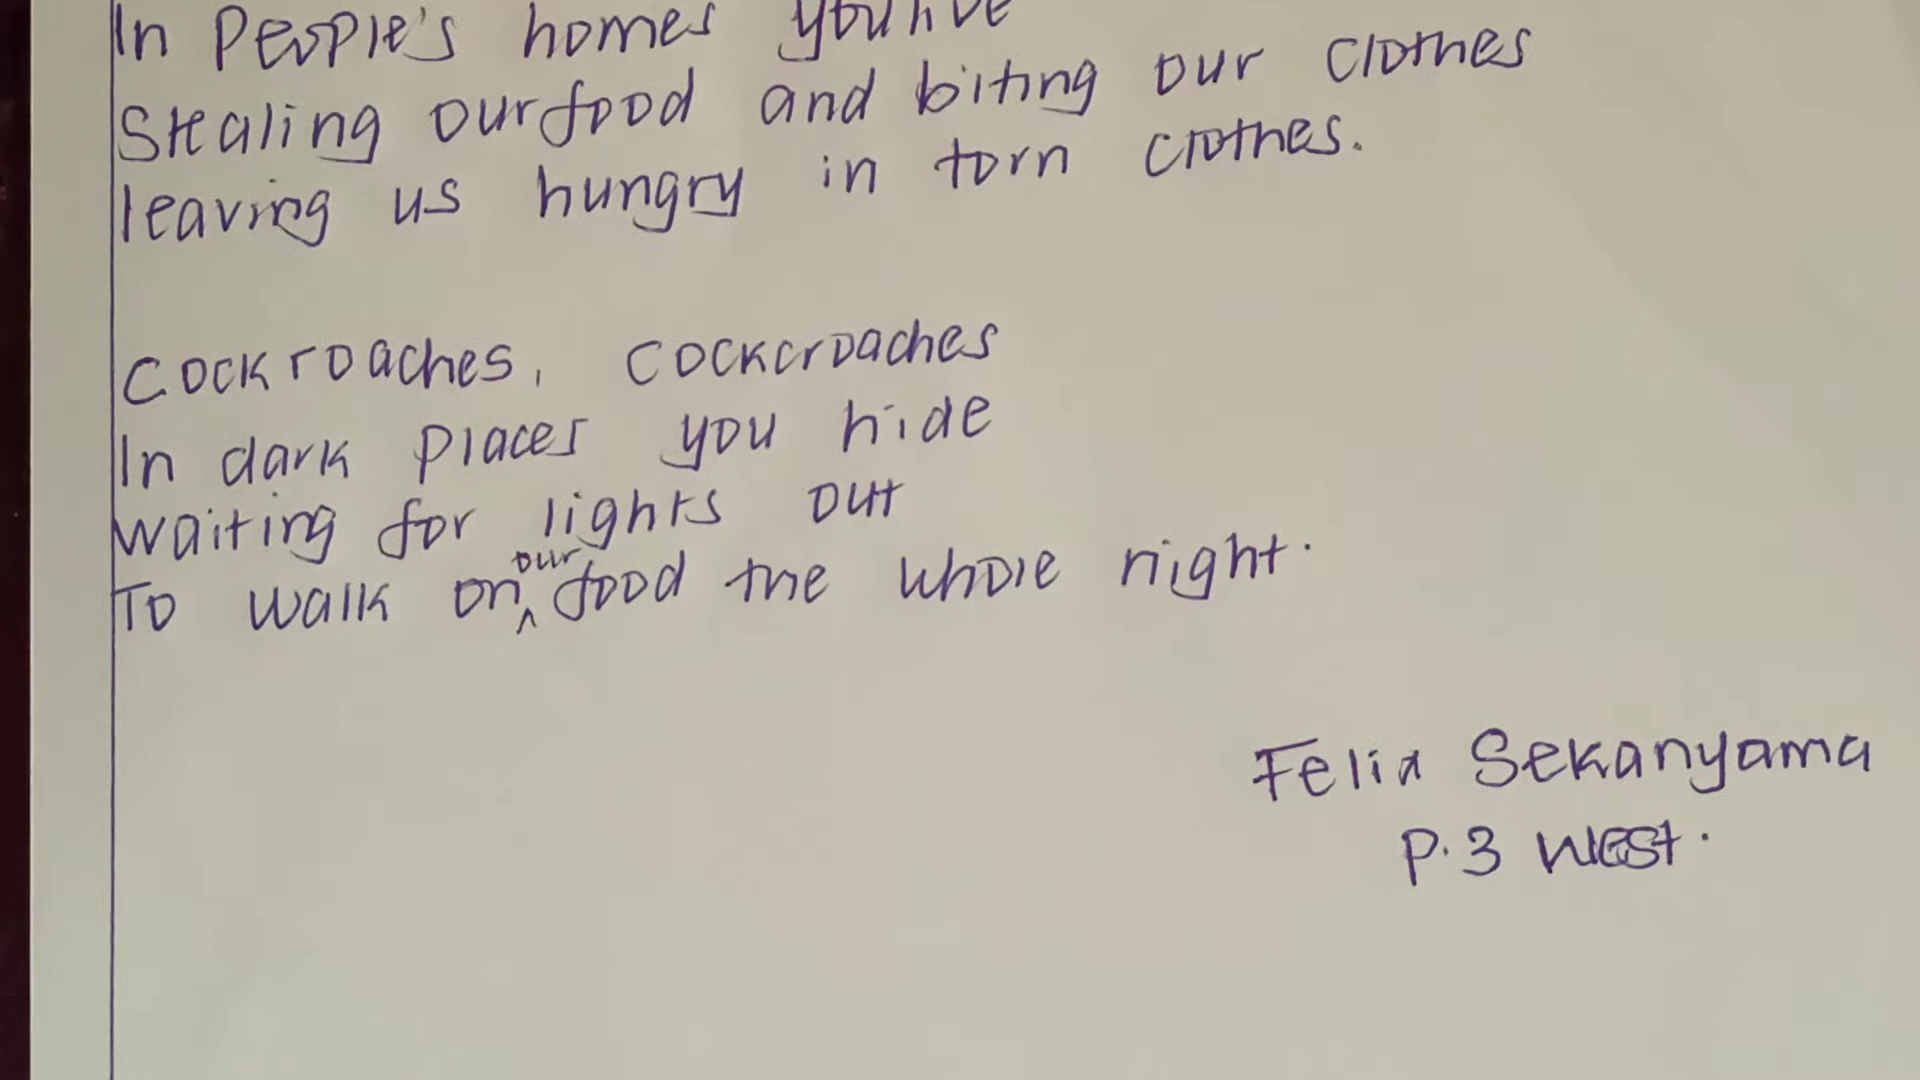 In People's homes you live
Stealing our food and biting our clothes
leaving us hungry in torn clothes.
Cockroaches, Cockcroaches
In dark places you hide
waiting for lights out
To walk on our food the whole night.
Felix Sekanyama
P.3 West.